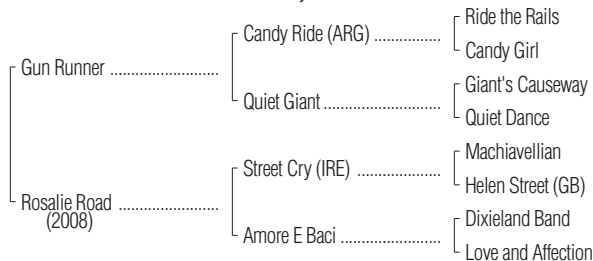 Ride the Rails
Candy Ride (ARG) ................
Candy Girl
Gun Runner ..........................
Giant's Causeway
Quiet Giant ............................
Quiet Dance
Machiavellian
Street Cry (IRE) ....................
Helen Street (GB)
Rosalie Road ........................
(2008)
Dixieland Band
Amore E Baci ........................
Love and Affection